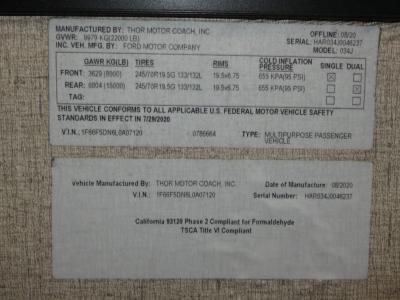 MANUFACTURED BY: THOR MOTOR COACH, INC. OFFLINE: 08/20
GVWR: 9979 KG(22000 LB) SERIAL: HAR034J0046237
INC. VEH. MFG. BY: FORD MOTOR COMPANY MODEL: 034J
GAWR KG(LB) TIRES RIMS COLD INFLATION PRESSURE SINGLE DUAL
FRONT: 3629 (8000) 245/70R19.5G 133/132L 19.5x6.75 655 KPA(95 PSI)
REAR: 6804 (15000) 245/70R19.5G 133/132L 19.5x6.75 655 KPA(95 PSI)
TAG:
THIS VEHICLE CONFORMS TO ALL APPLICABLE U.S. FEDERAL MOTOR VEHICLE SAFETY
STANDARDS IN EFFECT IN 7/29/2020
V.I.N.: 1F66F5DN6L0A07120 0786664 TYPE: MULTIPURPOSE PASSENGER
VEHICLE
Vehicle Manufactured By: THOR MOTOR COACH, INC. Date of Manufacture: 08/2020
V.I.N.: 1F66F5DN6L0A07120 Serial Number: HAR034J0046237
California 93120 Phase 2 Compliant for Formaldehyde
TSCA Title VI Compliant